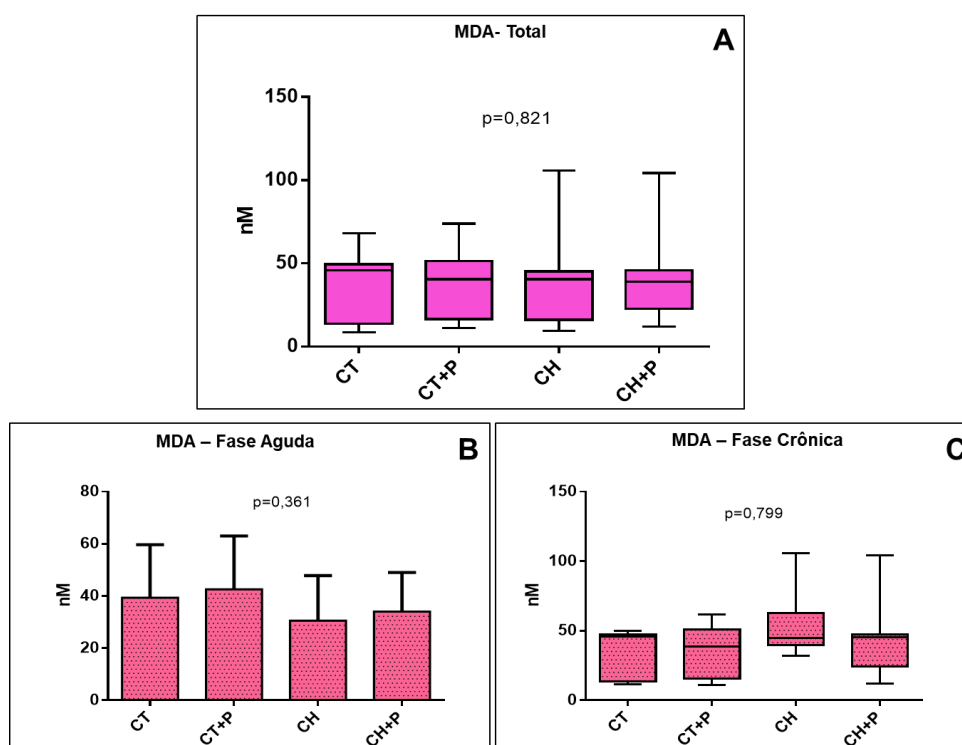 MDA- Total
A
p=0,821
150
100
50
0
nM
CT
CT+P
CH
CH+P
MDA – Fase Aguda
B
p=0,361
80
60
40
20
0
nM
CT
CT+P
CH
CH+P
MDA – Fase Crônica
C
p=0,799
150
100
50
0
nM
CT
CT+P
CH
CH+P